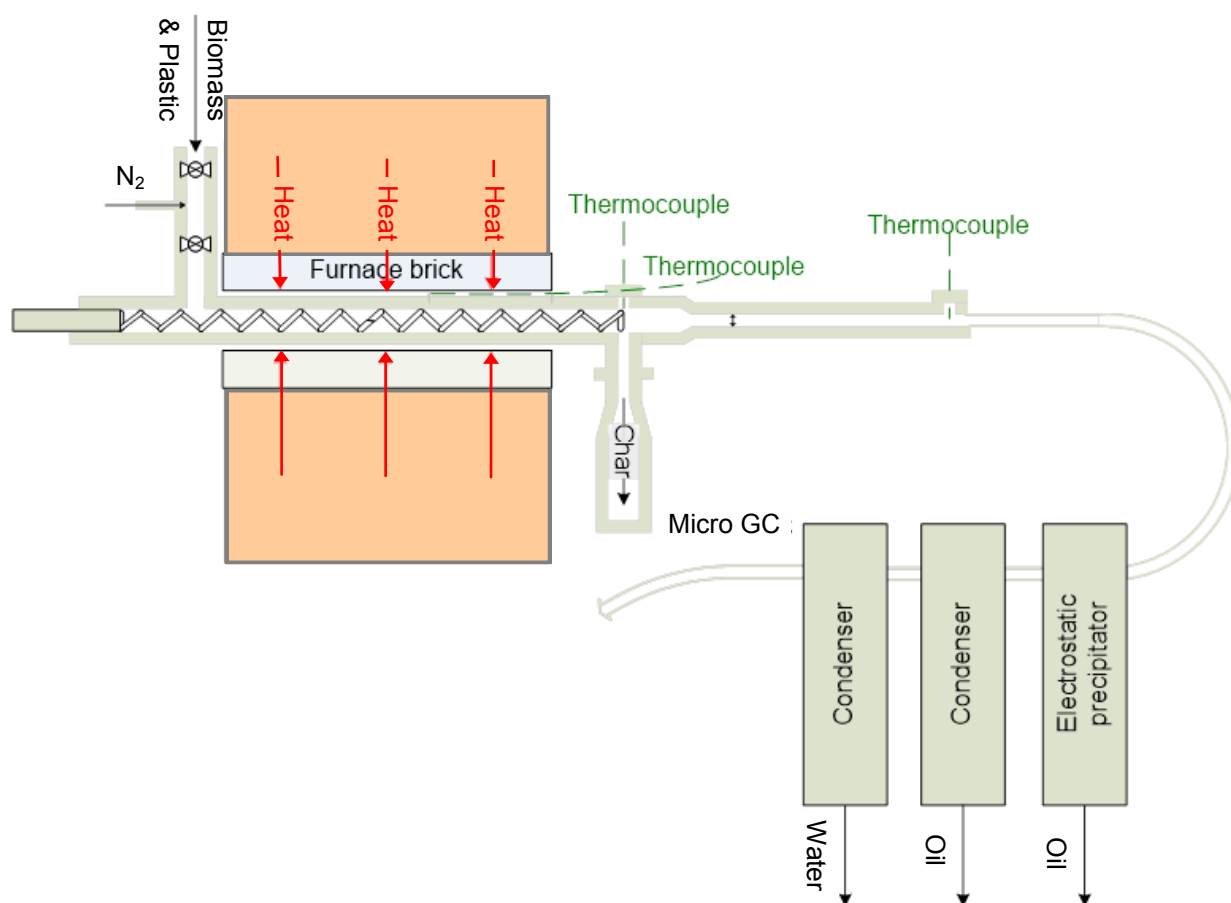 Biomass
& Plastic
N₂
Heat
Heat
Heat
Furnace brick
Thermocouple
Thermocouple
Thermocouple
Char
Micro GC :
Condenser
Condenser
Electrostatic
precipitator
Water
Oil
Oil